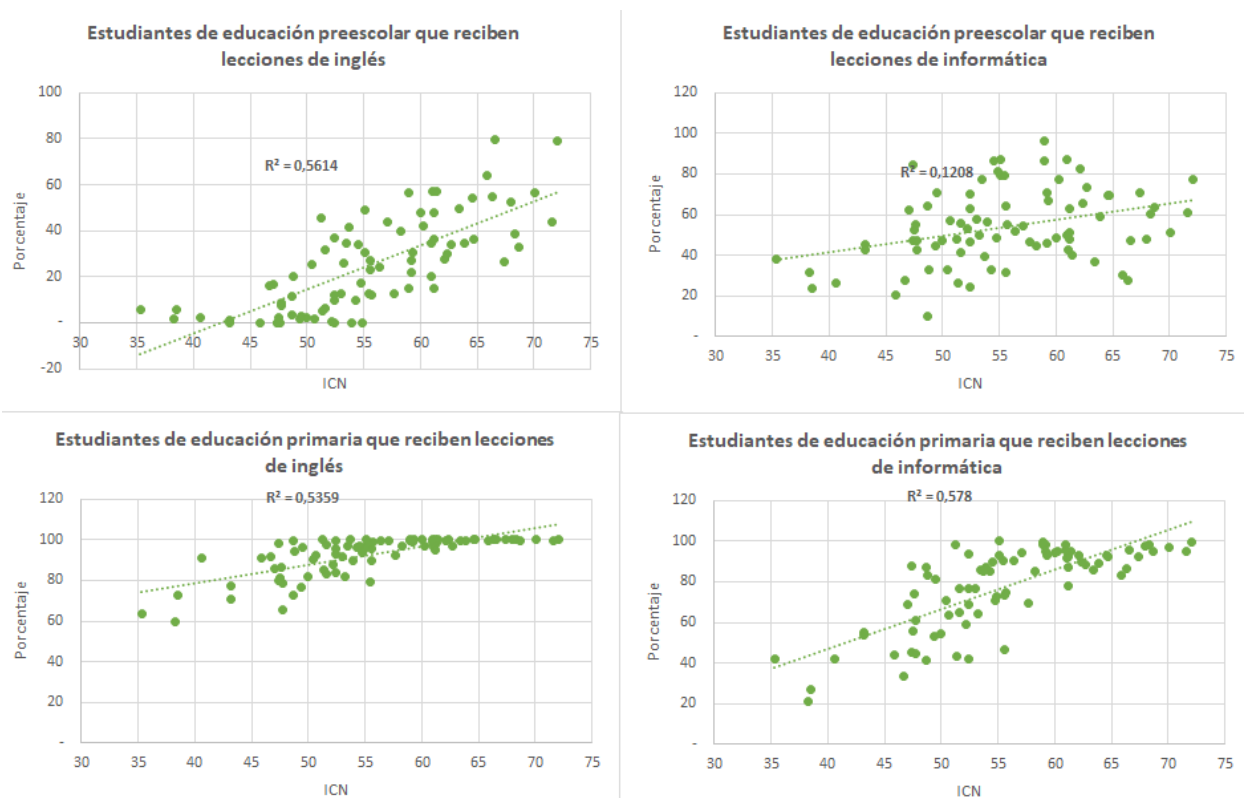 Estudiantes de educación preescolar que reciben
lecciones de inglés
100
80
60
40
20
-
-20
30 35 40 45 50 55 60 65 70 75
R² = 0,5614
Porcentaje
ICN
Estudiantes de educación preescolar que reciben
lecciones de informática
120
100
80
60
40
20
-
30 35 40 45 50 55 60 65 70 75
R² = 0,1208
Porcentaje
ICN
Estudiantes de educación primaria que reciben lecciones
de inglés
R² = 0,5359
120
100
80
60
40
20
-
30 35 40 45 50 55 60 65 70 75
Porcentaje
ICN
Estudiantes de educación primaria que reciben lecciones
de informática
R² = 0,578
120
100
80
60
40
20
-
30 35 40 45 50 55 60 65 70 75
Porcentaje
ICN